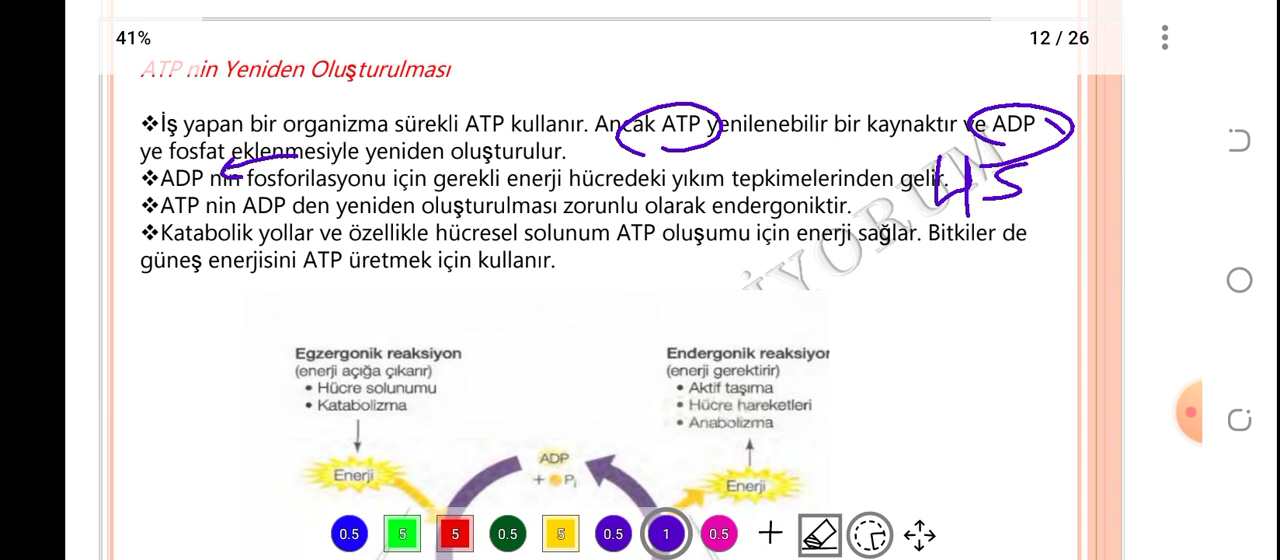 41%
12 / 26
ATP nin Yeniden Oluşturulması
❖İş yapan bir organizma sürekli ATP kullanır. Ancak ATP yenilenebilir bir kaynaktır ve ADP
ye fosfat eklenmesiyle yeniden oluşturulur.
❖ADP nin fosforilasyonu için gerekli enerji hücredeki yıkım tepkimelerinden gelir.
45
❖ATP nin ADP den yeniden oluşturulması zorunlu olarak endergoniktir.
❖Katabolik yollar ve özellikle hücresel solunum ATP oluşumu için enerji sağlar. Bitkiler de
güneş enerjisini ATP üretmek için kullanır.
İYORUM
Egzergonik reaksiyon
(enerji açığa çıkarır)
• Hücre solunumu
• Katabolizma
Enerji
Endergonik reaksiyor
(enerji gerektirir)
• Aktif taşıma
• Hücre hareketleri
• Anabolizma
Enerji
ADP
+ Pi
0.5 5 5 0.5 5 0.5 1 0.5